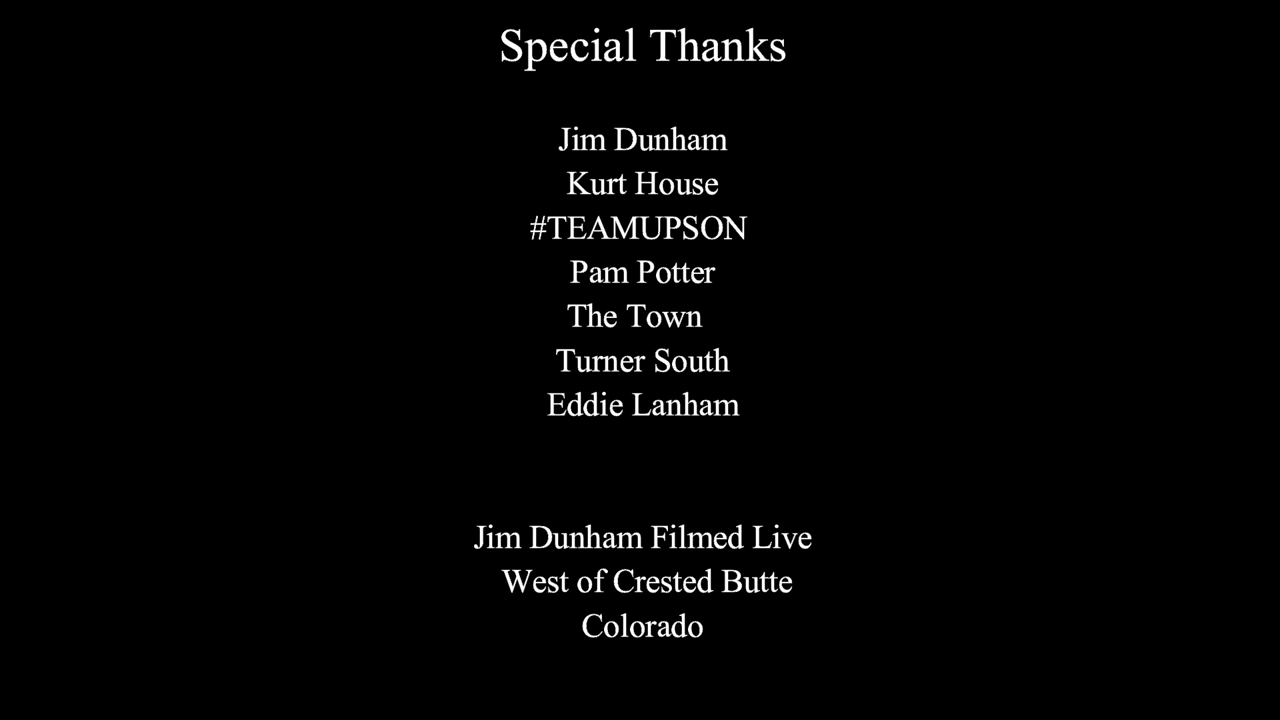 Special Thanks
Jim Dunham
Kurt House
#TEAMUPSON
Pam Potter
The Town
Turner South
Eddie Lanham
Jim Dunham Filmed Live
West of Crested Butte
Colorado